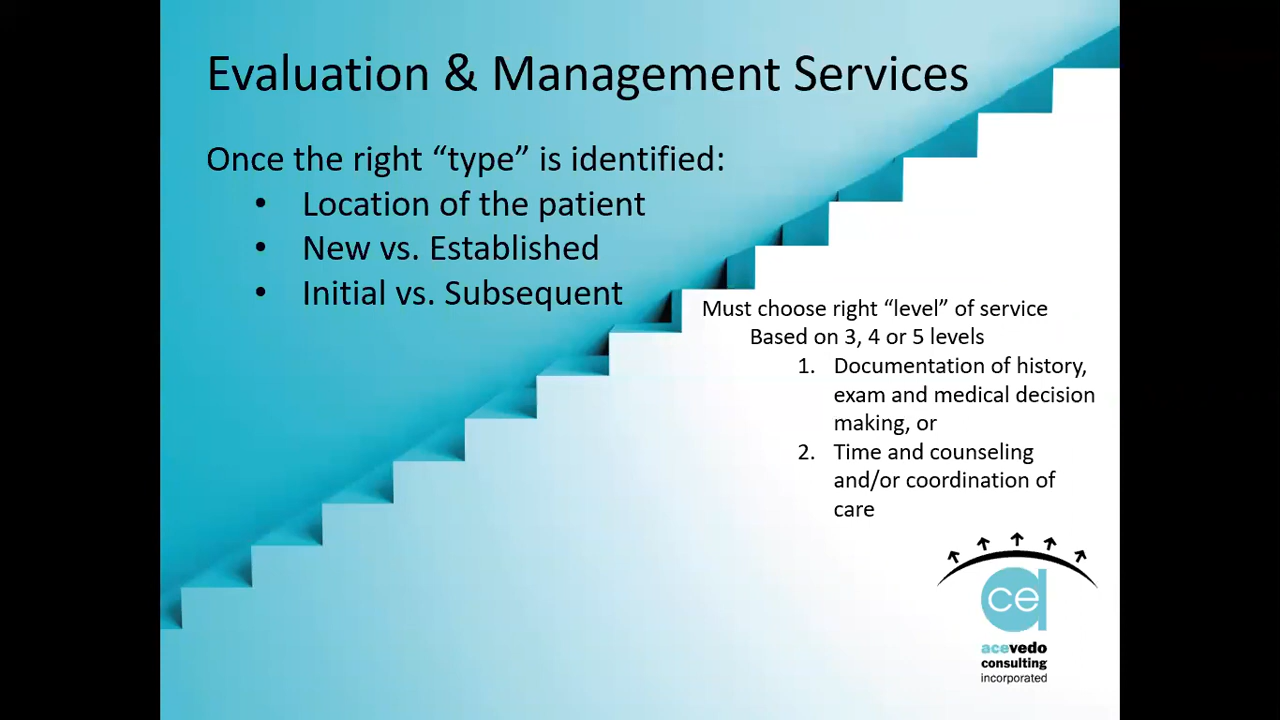 Evaluation & Management Services
Once the right “type” is identified:
• Location of the patient
• New vs. Established
• Initial vs. Subsequent
Must choose right “level” of service
Based on 3, 4 or 5 levels
1. Documentation of history,
exam and medical decision
making, or
2. Time and counseling
and/or coordination of
care
ce
acevedo
consulting
incorporated